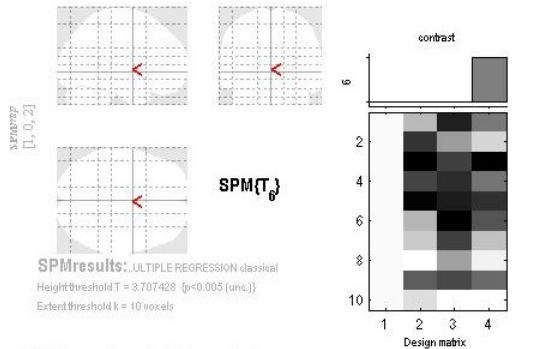 contrast
6
SPMmap
[1, 0, 2]
SPM{T6}
2
4
6
8
10
1 2 3 4
Design matrix
SPMresults: .ULTIPLE REGRESSION classical
Height threshold T = 3.707428 {p<0.005 (unc.)}
Extent threshold k = 10 voxels